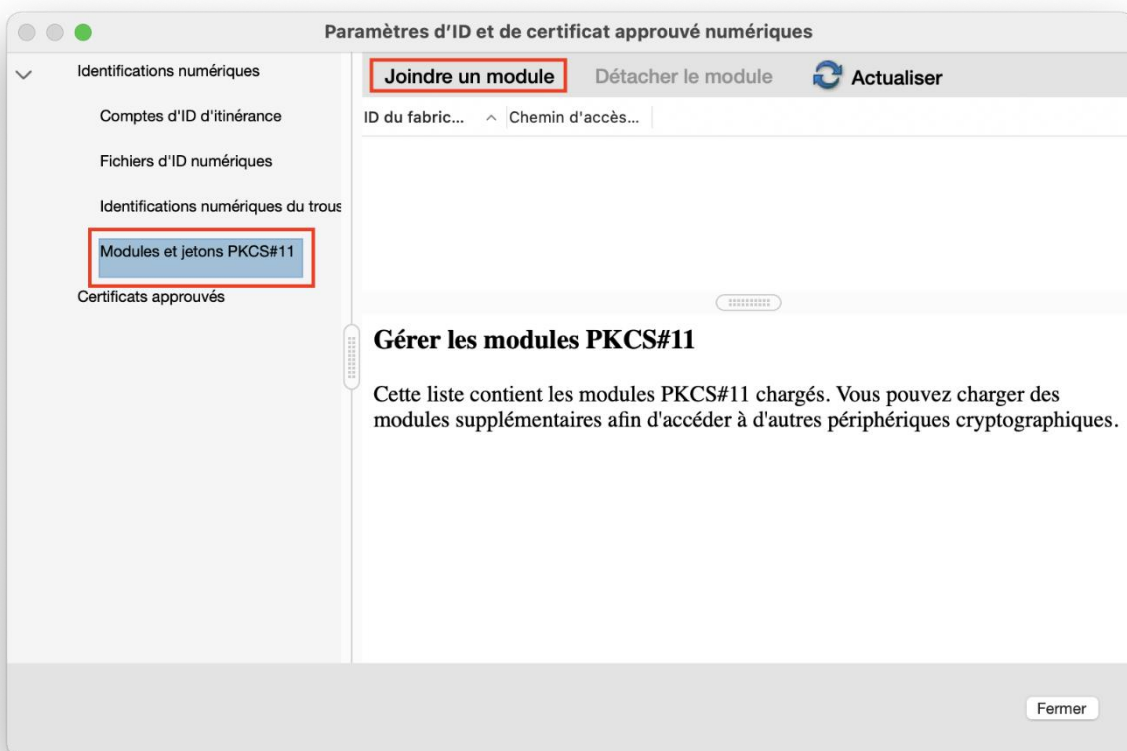 Paramètres d’ID et de certificat approuvé numériques
Identifications numériques
Comptes d'ID d'itinérance
Fichiers d'ID numériques
Identifications numériques du trous
Modules et jetons PKCS#11
Certificats approuvés
Joindre un module Détacher le module Actualiser
ID du fabric... Chemin d'accès...
Gérer les modules PKCS#11
Cette liste contient les modules PKCS#11 chargés. Vous pouvez charger des
modules supplémentaires afin d'accéder à d'autres périphériques cryptographiques.
Fermer